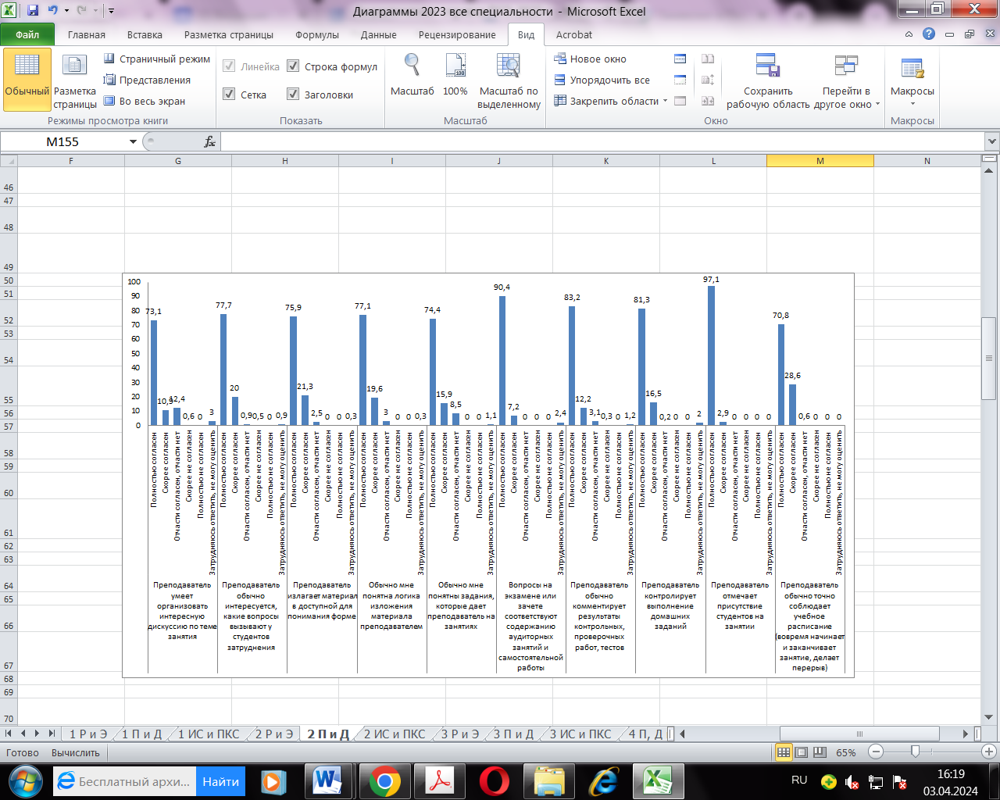 Диаграммы 2023 все специальности - Microsoft Excel
Файл Главная Вставка Разметка страницы Формулы Данные Рецензирование Вид Acrobat
Обычный
Разметка страницы
Страничный режим
Представления
Во весь экран
Режимы просмотра книги
Линейка
Строка формул
Сетка
Заголовки
Показать
Масштаб
100%
Масштаб по выделенному
Масштаб
Новое окно
Упорядочить все
Закрепить области
Сохранить рабочую область
Перейти в другое окно
Окно
Макросы
Макросы
M155
fx
F G H I J K L M N
46
47
48
49
50
51
52
53
54
55
56
57
58
59
60
61
62
63
64
65
66
67
68
69
70
100
90
80
70
60
50
40
30
20
10
0
73,1 10,9 12,4 0,6 0 3
77,7 20 0,9 0,5 0 0,9
75,9 21,3 2,5 0 0 0,3
77,1 19,6 3 0 0 0,3
74,4 15,9 8,5 0 0 1,1
90,4 7,2 0 0 0 2,4
83,2 12,2 3,1 0,3 0 1,2
81,3 16,5 0,2 0 0 2
97,1 2,9 0 0 0 0
70,8 28,6 0,6 0 0 0
Полностью согласен
Скорее согласен
Отчасти согласен, отчасти нет
Скорее не согласен
Полностью не согласен
Затрудняюсь ответить, не могу оценить
Полностью согласен
Скорее согласен
Отчасти согласен, отчасти нет
Скорее не согласен
Полностью не согласен
Затрудняюсь ответить, не могу оценить
Полностью согласен
Скорее согласен
Отчасти согласен, отчасти нет
Скорее не согласен
Полностью не согласен
Затрудняюсь ответить, не могу оценить
Полностью согласен
Скорее согласен
Отчасти согласен, отчасти нет
Скорее не согласен
Полностью не согласен
Затрудняюсь ответить, не могу оценить
Полностью согласен
Скорее согласен
Отчасти согласен, отчасти нет
Скорее не согласен
Полностью не согласен
Затрудняюсь ответить, не могу оценить
Полностью согласен
Скорее согласен
Отчасти согласен, отчасти нет
Скорее не согласен
Полностью не согласен
Затрудняюсь ответить, не могу оценить
Полностью согласен
Скорее согласен
Отчасти согласен, отчасти нет
Скорее не согласен
Полностью не согласен
Затрудняюсь ответить, не могу оценить
Полностью согласен
Скорее согласен
Отчасти согласен, отчасти нет
Скорее не согласен
Полностью не согласен
Затрудняюсь ответить, не могу оценить
Полностью согласен
Скорее согласен
Отчасти согласен, отчасти нет
Скорее не согласен
Полностью не согласен
Затрудняюсь ответить, не могу оценить
Полностью согласен
Скорее согласен
Отчасти согласен, отчасти нет
Скорее не согласен
Полностью не согласен
Затрудняюсь ответить, не могу оценить
Преподаватель
умеет
организовать
интересную
дискуссию по теме
занятия
Преподаватель
обычно
интересуется,
какие вопросы
вызывают у
студентов
затруднения
Преподаватель
излагает материал
в доступной для
понимания форме
Обычно мне
понятна логика
изложения
материала
преподавателем
Обычно мне
понятны задания,
которые дает
преподаватель на
занятиях
Вопросы на
экзамене или
зачете
соответствуют
содержанию
аудиторных
занятий и
самостоятельной
работы
Преподаватель
обычно
комментирует
результаты
контрольных,
проверочных
работ, тестов
Преподаватель
контролирует
выполнение
домашних
заданий
Преподаватель
отмечает
присутствие
студентов на
занятии
Преподаватель
обычно точно
соблюдает
учебное
расписание
(вовремя начинает
и заканчивает
занятие, делает
перерыв)
1 Р и Э 1 П и Д 1 ИС и ПКС 2 Р и Э 2 П и Д 2 ИС и ПКС 3 Р и Э 3 П и Д 3 ИС и ПКС 4 П, Д
Готово Вычислить 65%
Бесплатный архи... Найти
RU
16:19
03.04.2024